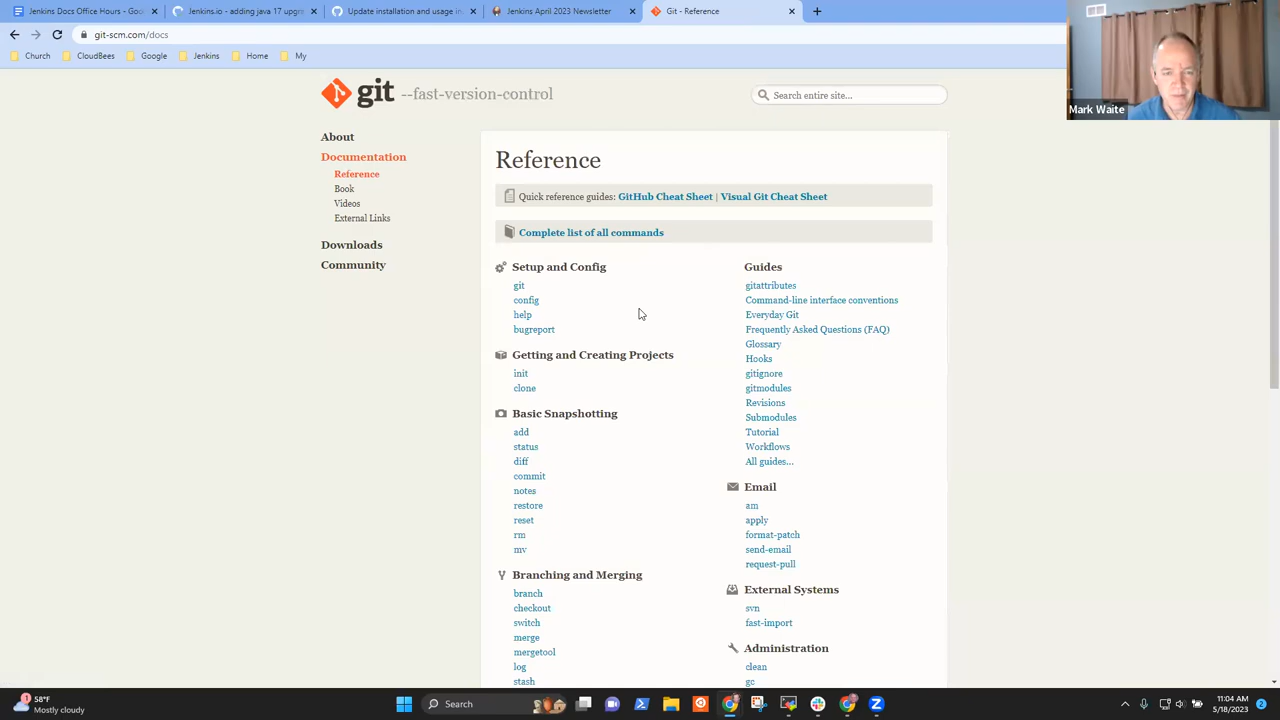 Jenkins Docs Office Hours - Goo
Jenkins.io - adding java 17 upgr
Update installation and usage in
Jenkins April 2023 Newsletter
Git - Reference
git-scm.com/docs
Church
CloudBees
Google
Jenkins
Home
My
git --fast-version-control
Search entire site...
Mark Waite
About
Documentation
Reference
Book
Videos
External Links
Downloads
Community
Reference
Quick reference guides: GitHub Cheat Sheet | Visual Git Cheat Sheet
Complete list of all commands
Setup and Config
git
config
help
bugreport
Getting and Creating Projects
init
clone
Basic Snapshotting
add
status
diff
commit
notes
restore
reset
rm
mv
Branching and Merging
branch
checkout
switch
merge
mergetool
log
stash
Guides
gitattributes
Command-line interface conventions
Everyday Git
Frequently Asked Questions (FAQ)
Glossary
Hooks
gitignore
gitmodules
Revisions
Submodules
Tutorial
Workflows
All guides...
Email
am
apply
format-patch
send-email
request-pull
External Systems
svn
fast-import
Administration
clean
gc
58°F
Mostly cloudy
Search
11:04 AM
5/18/2023
2